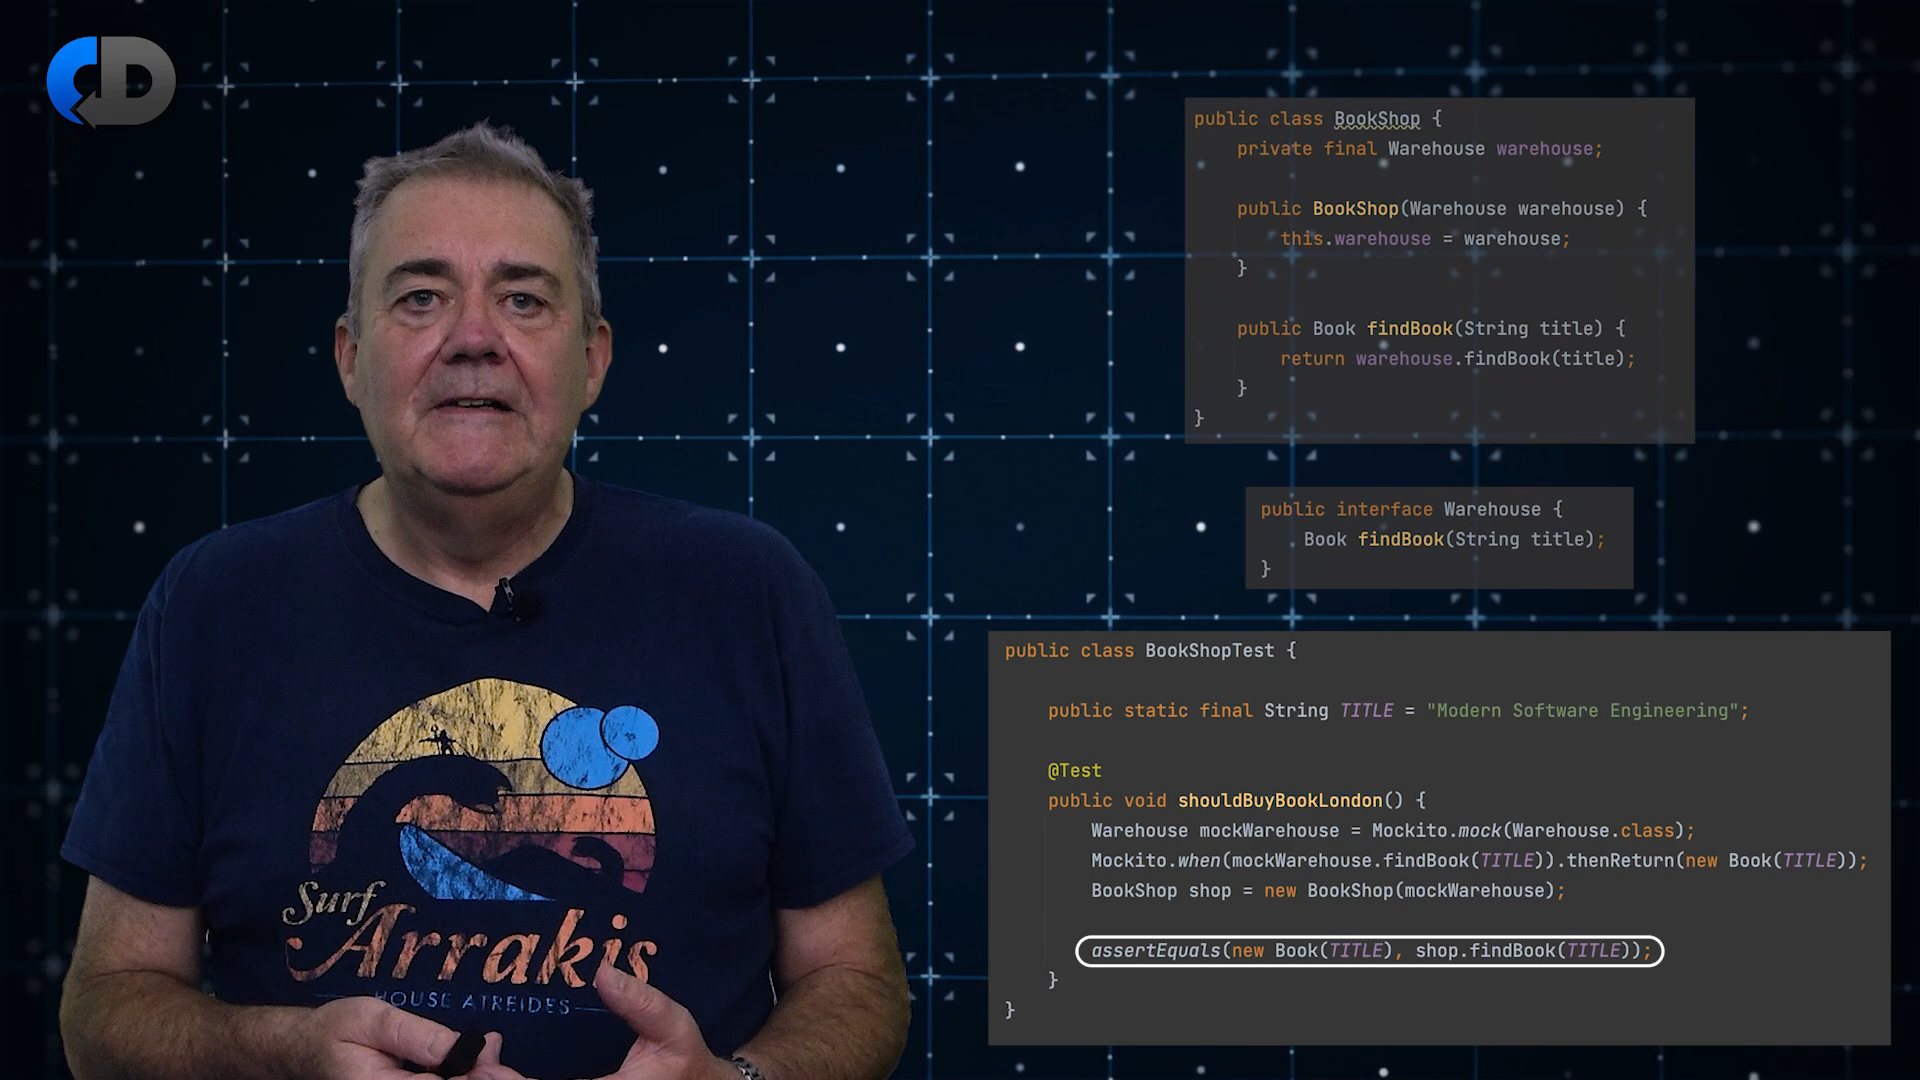 CD
public class BookShop {
private final Warehouse warehouse;
public BookShop(Warehouse warehouse) {
this.warehouse = warehouse;
}
public Book findBook(String title) {
return warehouse.findBook(title);
}
}
public interface Warehouse {
Book findBook(String title);
}
public class BookShopTest {
public static final String TITLE = "Modern Software Engineering";
@Test
public void shouldBuyBookLondon() {
Warehouse mockWarehouse = Mockito.mock(Warehouse.class);
Mockito.when(mockWarehouse.findBook(TITLE)).thenReturn(new Book(TITLE));
BookShop shop = new BookShop(mockWarehouse);
assertEquals(new Book(TITLE), shop.findBook(TITLE));
}
}
Surf
Arrakis
HOUSE ATREIDES